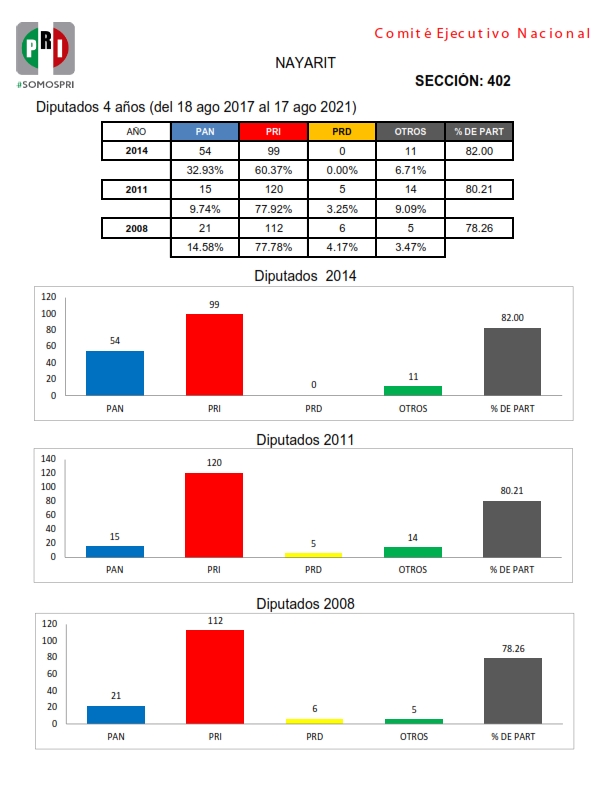 Comité Ejecutivo Nacional
PRI
#SOMOSPRI
NAYARIT
SECCIÓN: 402
Diputados 4 años (del 18 ago 2017 al 17 ago 2021)
AÑO PAN PRI PRD OTROS % DE PART
2014 54 99 0 11 82.00
32.93% 60.37% 0.00% 6.71%
2011 15 120 5 14 80.21
9.74% 77.92% 3.25% 9.09%
2008 21 112 6 5 78.26
14.58% 77.78% 4.17% 3.47%
Diputados 2014
120
100
80
60
40
20
0
54
99
0
11
82.00
PAN PRI PRD OTROS % DE PART
Diputados 2011
140
120
100
80
60
40
20
0
15
120
5
14
80.21
PAN PRI PRD OTROS % DE PART
Diputados 2008
120
100
80
60
40
20
0
21
112
6
5
78.26
PAN PRI PRD OTROS % DE PART